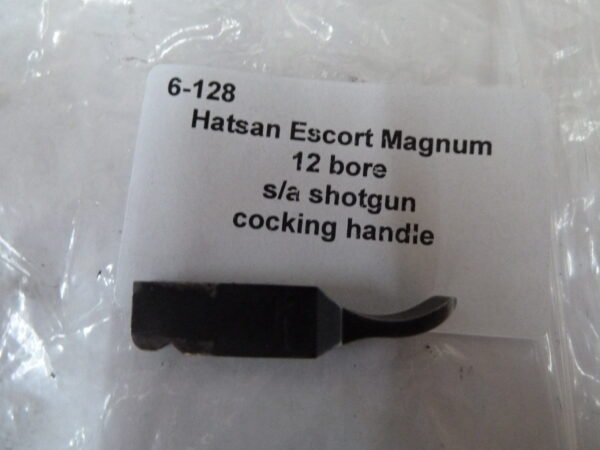 6-128
Hatsan Escort Magnum
12 bore
s/a shotgun
cocking handle